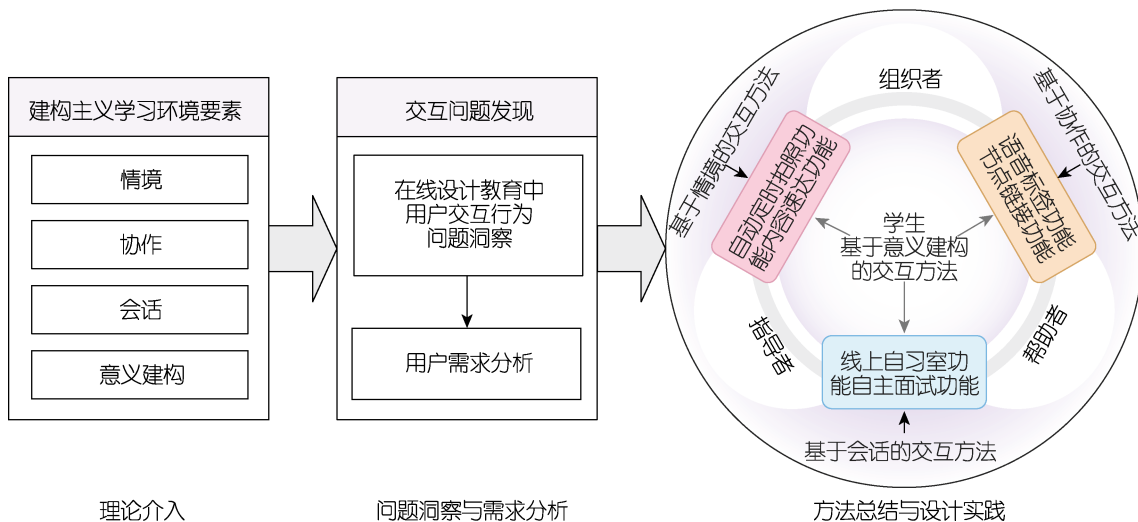 建构主义学习环境要素
情境
协作
会话
意义建构
理论介入
交互问题发现
在线设计教育中
用户交互行为
问题洞察
用户需求分析
问题洞察与需求分析
组织者
基于情境的交互方法
自动定时拍照功
能内容速达功能
基于协作的交互方法
语音标签功能
节点链接功能
学生
基于意义建构
的交互方法
指导者
帮助者
线上自习室功
能自主面试功能
基于会话的交互方法
方法总结与设计实践